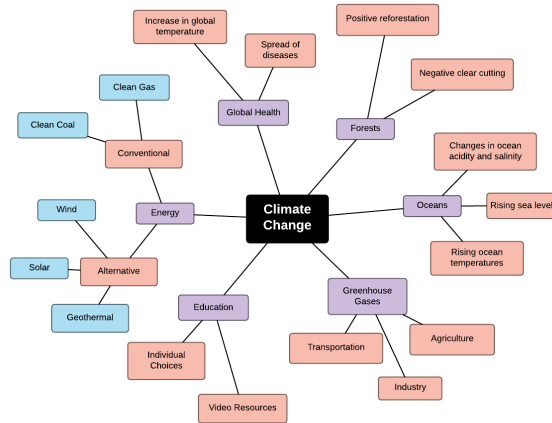 Increase in global
temperature
Spread of
diseases
Positive reforestation
Negative clear cutting
Clean Gas
Clean Coal
Conventional
Global Health
Forests
Changes in ocean
acidity and salinity
Wind
Energy
Climate
Change
Oceans
Rising sea level
Solar
Alternative
Rising ocean
temperatures
Geothermal
Education
Greenhouse
Gases
Individual
Choices
Transportation
Agriculture
Industry
Video Resources